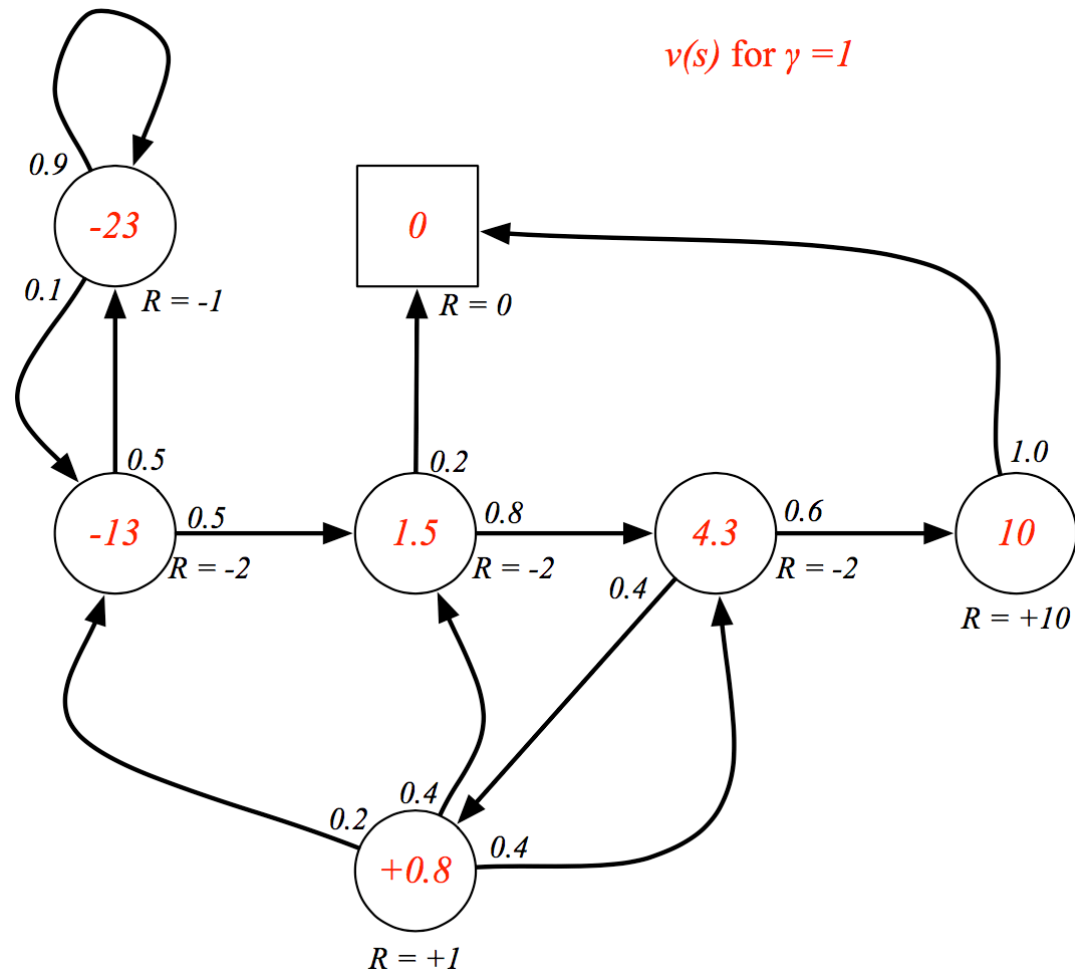 v(s) for γ =1
0.9
-23
0
0.1
R = -1
R = 0
0.5
0.2
1.0
-13
0.5
1.5
0.8
4.3
0.6
10
R = -2
R = -2
0.4
R = -2
R = +10
0.2
0.4
0.4
+0.8
R = +1